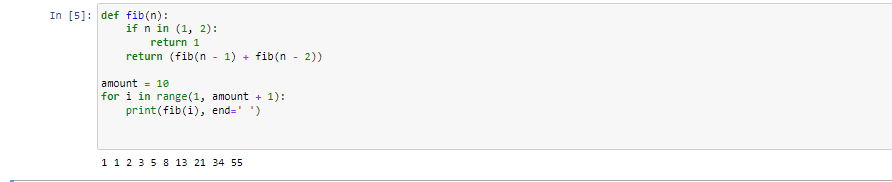 In [5]: def fib(n):
    if n in (1, 2):
        return 1
    return (fib(n - 1) + fib(n - 2))
amount = 10
for i in range(1, amount + 1):
    print(fib(i), end=' ')
1 1 2 3 5 8 13 21 34 55